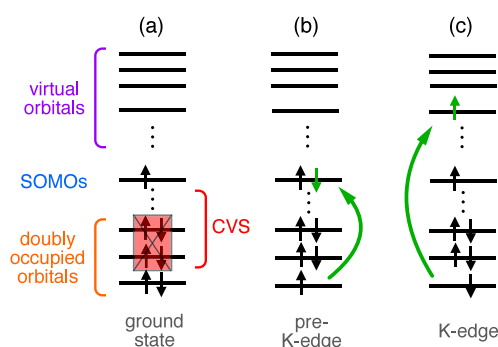 (a)
(b)
(c)
virtual
orbitals
SOMOs
CVS
doubly
occupied
orbitals
ground
state
pre-
K-edge
K-edge